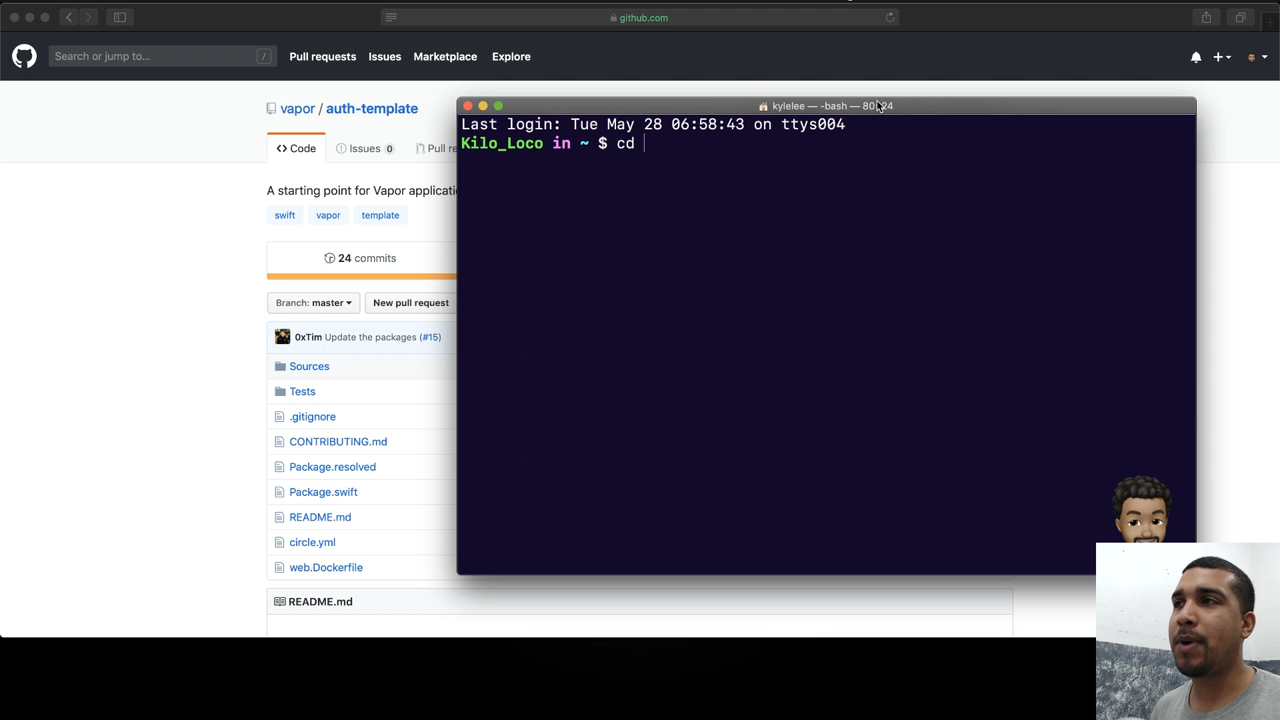 github.com
Search or jump to...
/
Pull requests
Issues
Marketplace
Explore
vapor / auth-template
kylelee — -bash — 80×24
Last login: Tue May 28 06:58:43 on ttys004
Kilo_Loco in ~ $ cd
<> Code
Issues 0
Pull re
A starting point for Vapor applicati
swift
vapor
template
24 commits
Branch: master
New pull request
0xTim Update the packages (#15)
Sources
Tests
.gitignore
CONTRIBUTING.md
Package.resolved
Package.swift
README.md
circle.yml
web.Dockerfile
README.md